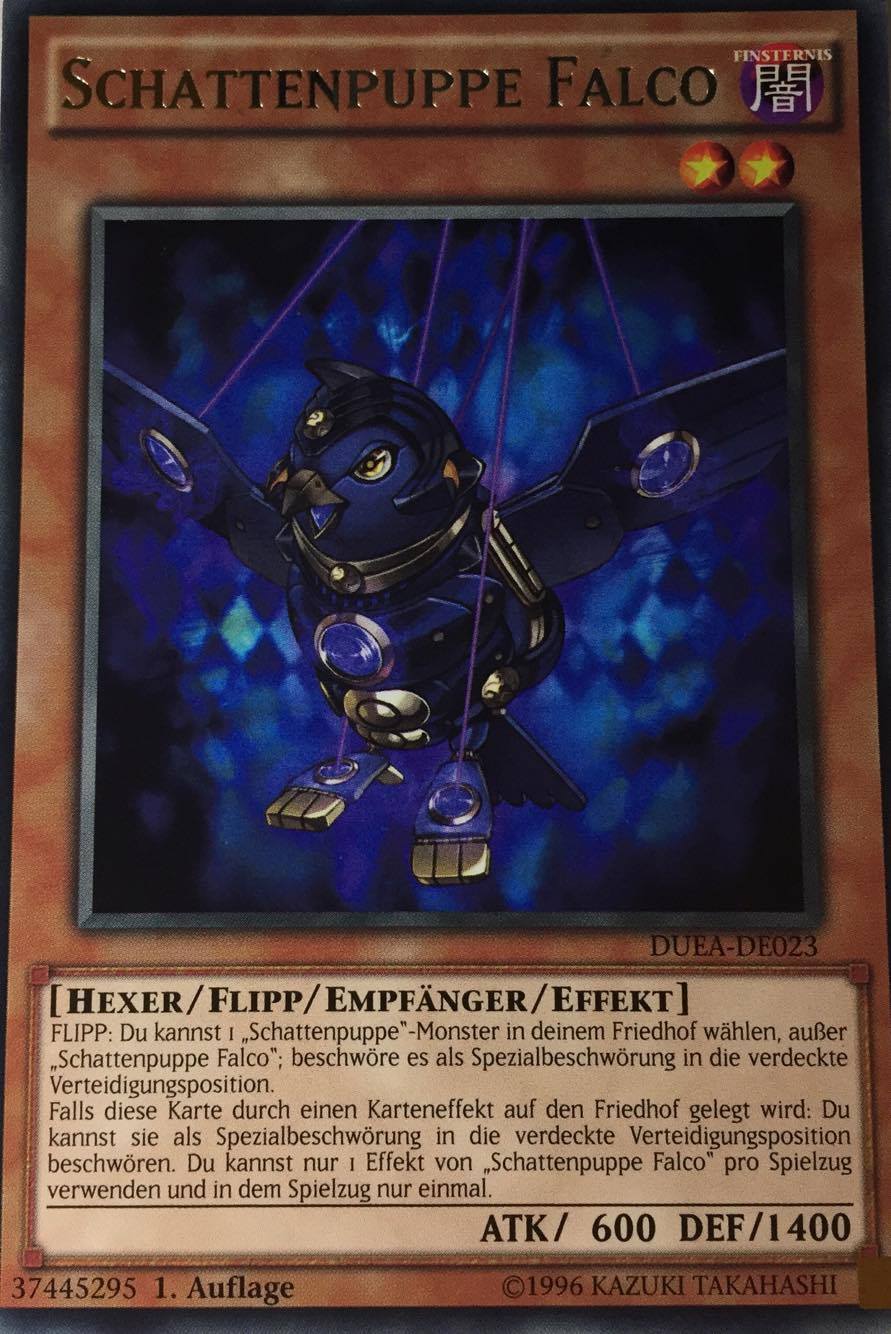 SCHATTENPUPPE FALCO
FINSTERNIS
闇
DUEA-DE023
[HEXER/FLIPP/EMPFÄNGER/EFFEKT]
FLIPP: Du kannst 1 „Schattenpuppe“-Monster in deinem Friedhof wählen, außer
„Schattenpuppe Falco“; beschwöre es als Spezialbeschwörung in die verdeckte
Verteidigungsposition.
Falls diese Karte durch einen Karteneffekt auf den Friedhof gelegt wird: Du
kannst sie als Spezialbeschwörung in die verdeckte Verteidigungsposition
beschwören. Du kannst nur 1 Effekt von „Schattenpuppe Falco“ pro Spielzug
verwenden und in dem Spielzug nur einmal.
ATK/ 600 DEF/1400
37445295 1. Auflage ©1996 KAZUKI TAKAHASHI